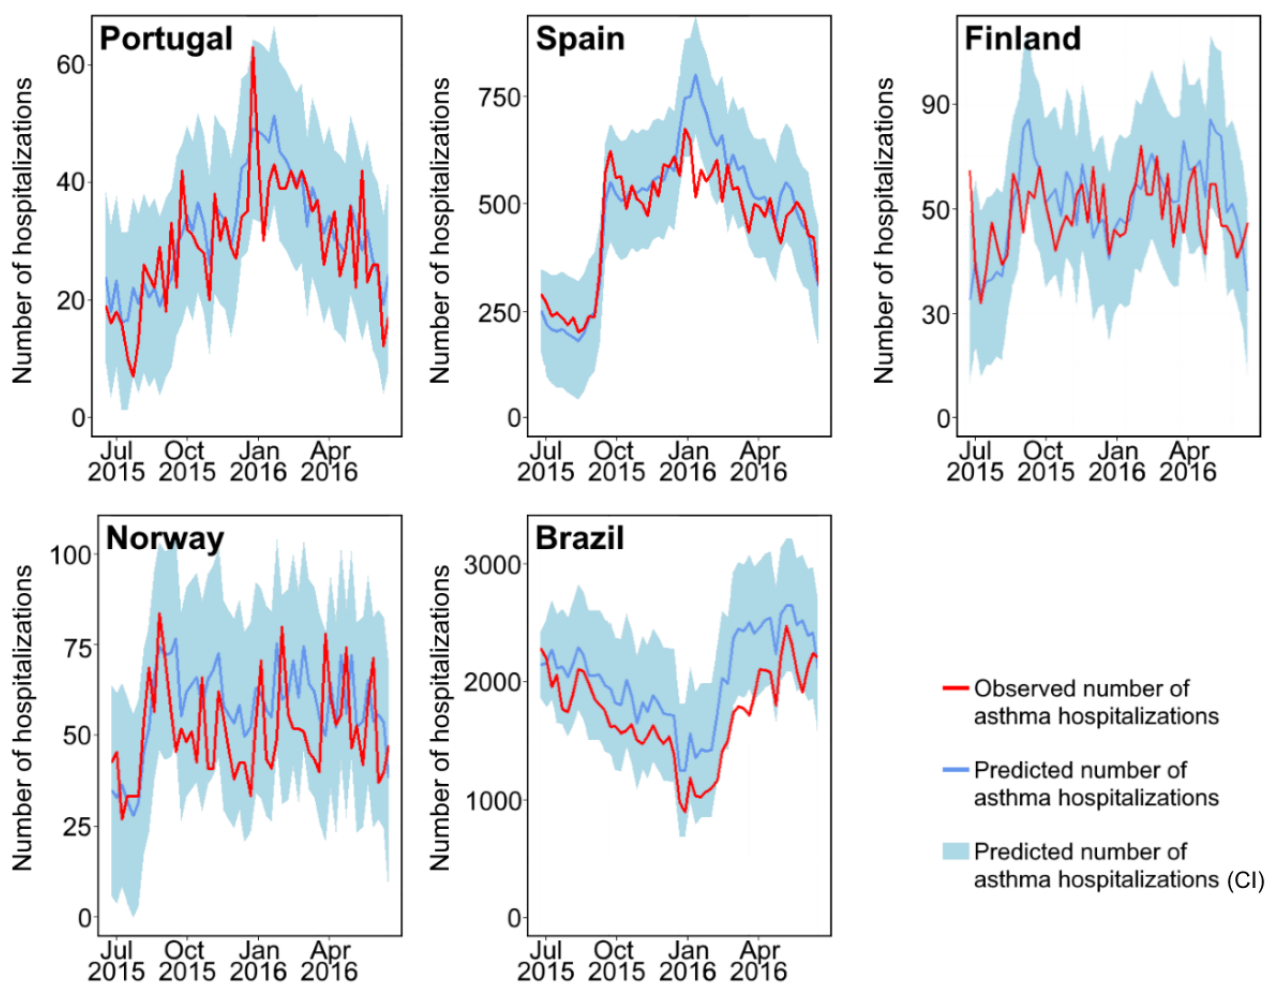 Portugal
Number of hospitalizations
60
40
20
0
Jul Oct Jan Apr
2015 2015 2016 2016
Spain
Number of hospitalizations
750
500
250
0
Jul Oct Jan Apr
2015 2015 2016 2016
Finland
Number of hospitalizations
90
50
30
0
Jul Oct Jan Apr
2015 2015 2016 2016
Norway
Number of hospitalizations
100
75
50
25
0
Jul Oct Jan Apr
2015 2015 2016 2016
Brazil
Number of hospitalizations
3000
2000
1000
0
Jul Oct Jan Apr
2015 2015 2016 2016
Observed number of
asthma hospitalizations
Predicted number of
asthma hospitalizations
Predicted number of
asthma hospitalizations (CI)